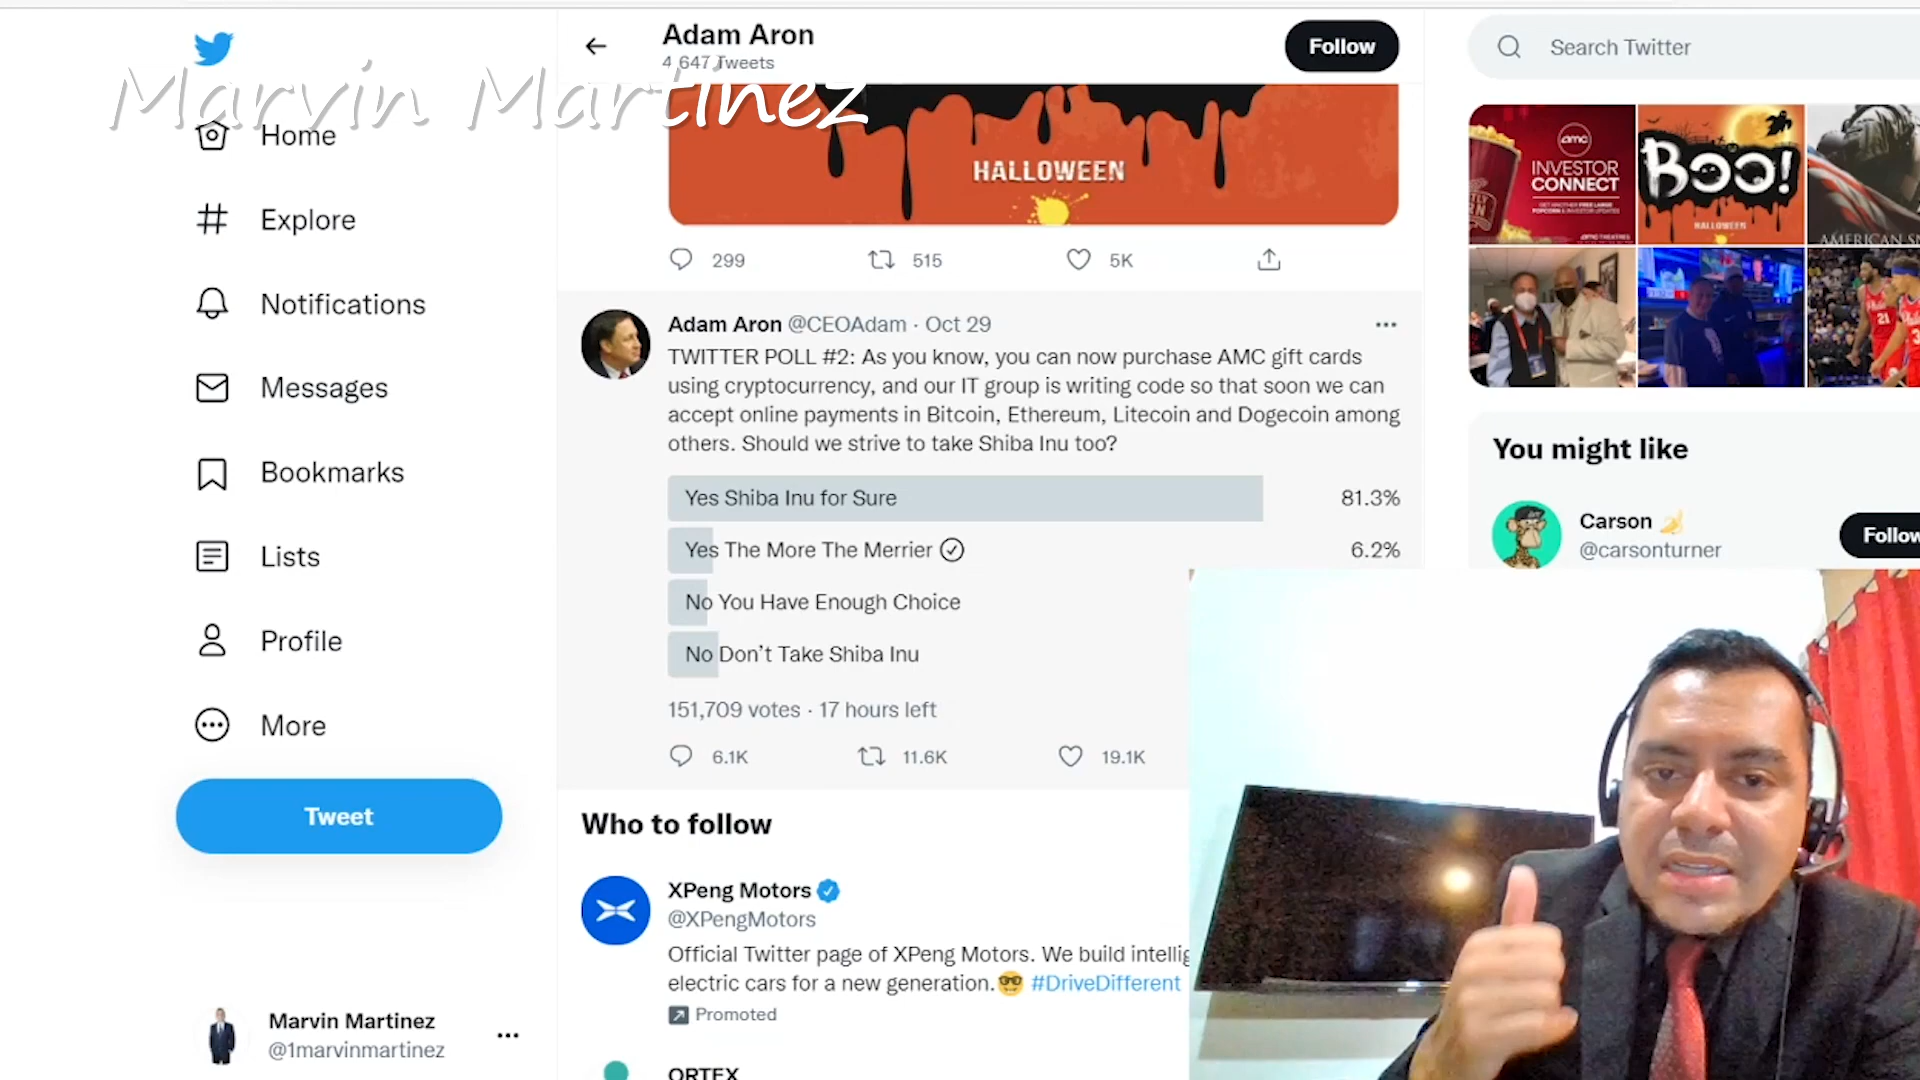 Adam Aron
4,647 Tweets
Follow
Search Twitter
Marvin Martinez
Home
Explore
Notifications
Messages
Bookmarks
Lists
Profile
More
Tweet
Marvin Martinez
@1marvinmartinez
HALLOWEEN
299
515
5K
Adam Aron @CEOAdam · Oct 29
TWITTER POLL #2: As you know, you can now purchase AMC gift cards
using cryptocurrency, and our IT group is writing code so that soon we can
accept online payments in Bitcoin, Ethereum, Litecoin and Dogecoin among
others. Should we strive to take Shiba Inu too?
Yes Shiba Inu for Sure 81.3%
Yes The More The Merrier 6.2%
No You Have Enough Choice
No Don't Take Shiba Inu
151,709 votes · 17 hours left
6.1K
11.6K
19.1K
Who to follow
XPeng Motors
@XPengMotors
Official Twitter page of XPeng Motors. We build intellig
electric cars for a new generation. #DriveDifferent
Promoted
ORTEX
amc
INVESTOR
CONNECT
BOO!
HALLOWEEN
AMERICAN SN
21
You might like
Carson
@carsonturner
Follow